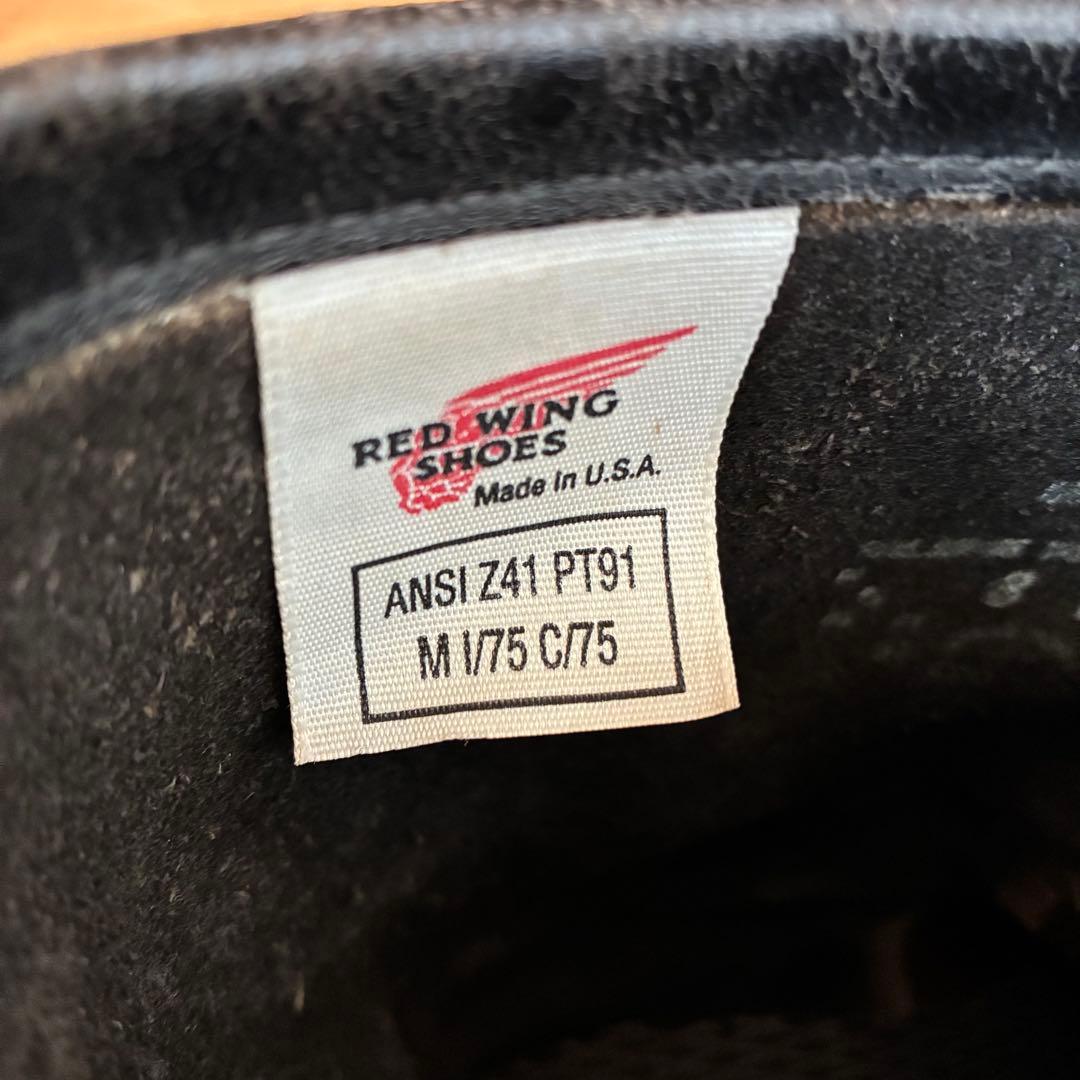 RED WING
SHOES
Made in U.S.A.
ANSI Z41 PT91
M I/75 C/75